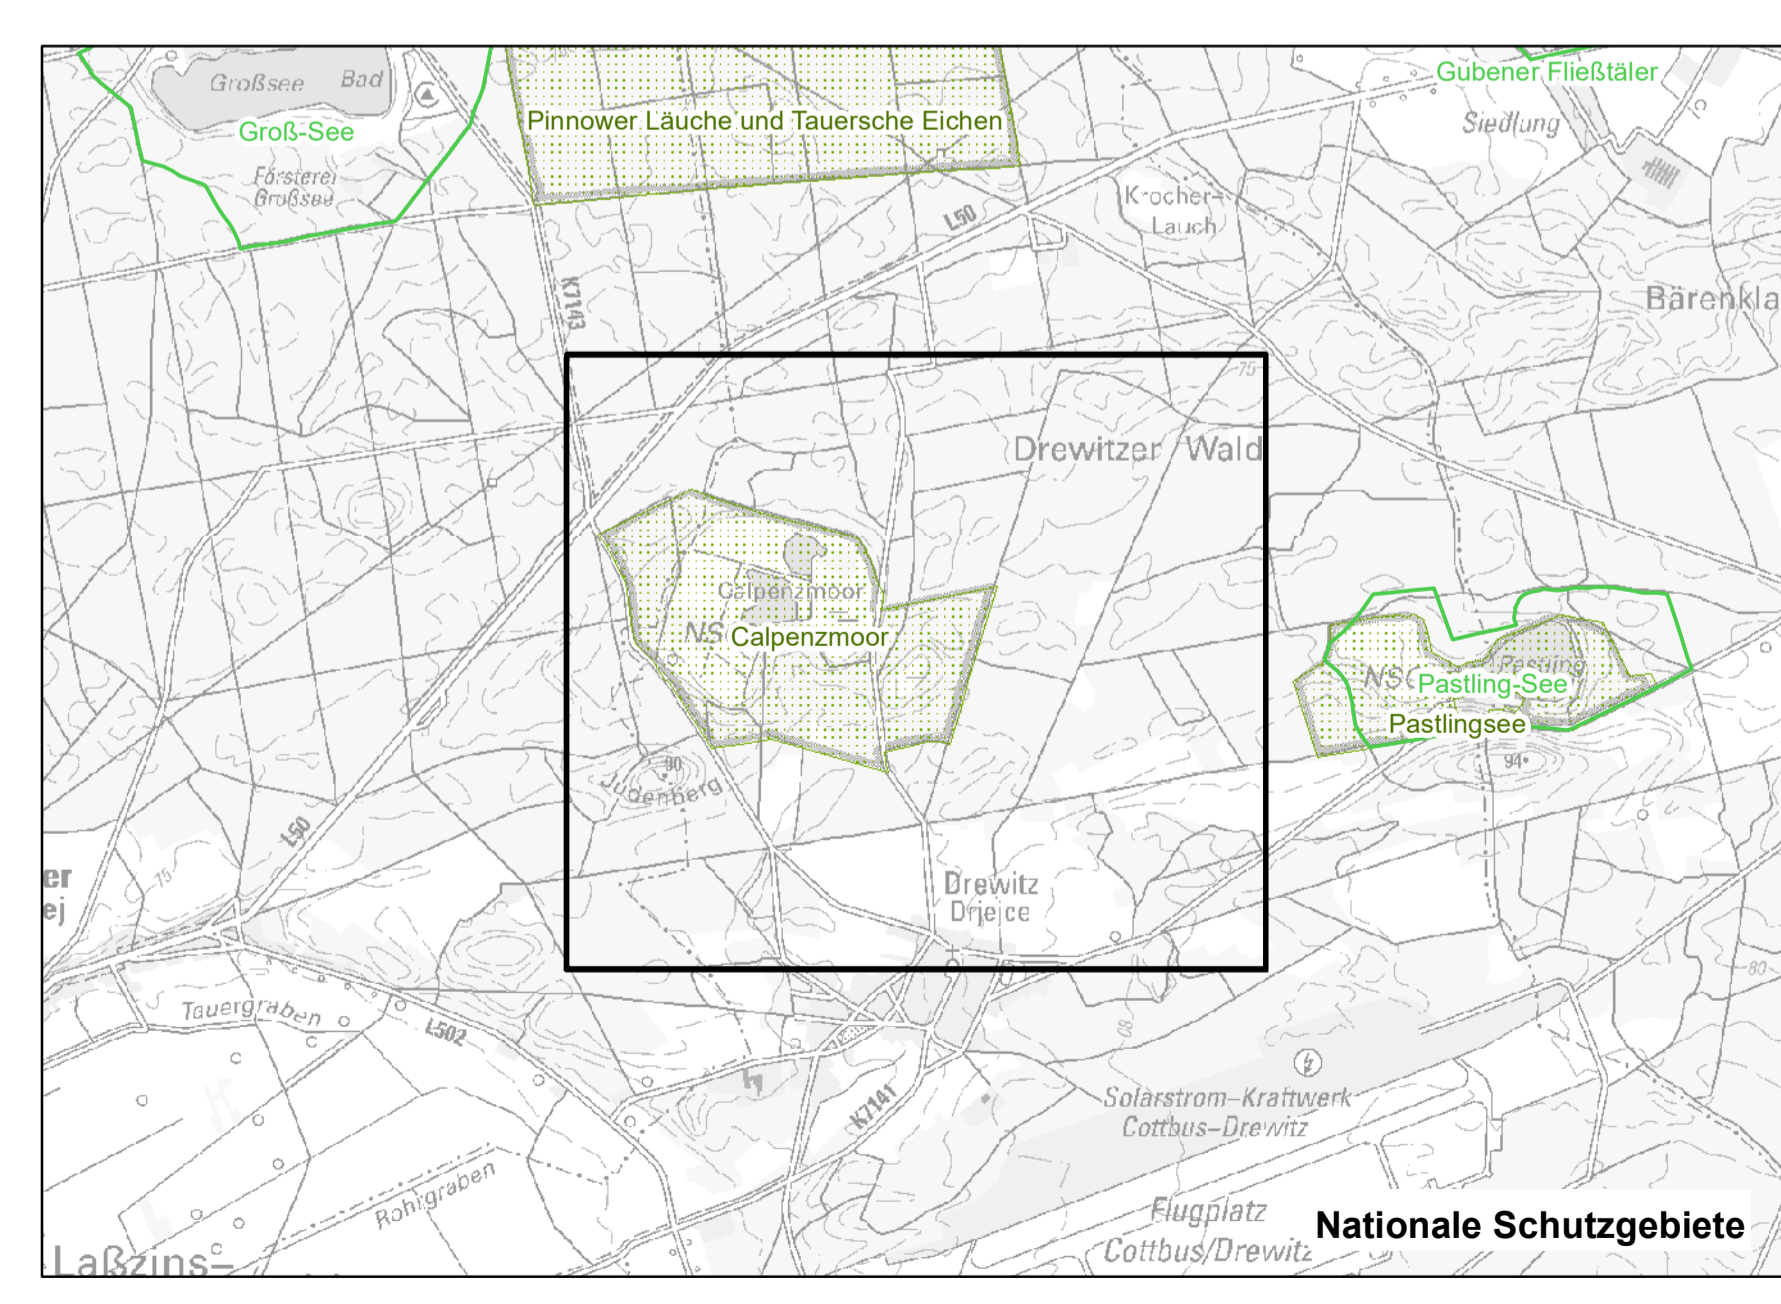 Großsee
Bad
Groß-See
Försterei
Großsee
Pinnower Läuche und Tauersche Eichen
Gubener Fließtäler
Siedlung
Krocher-
Lauch
L50
K7143
Bärenkla
75
Drewitzer Wald
Calpenzmoor
NS
Calpenzmoor
Pastling
NSG
Pastling-See
Pastlingsee
94
90
Judenberg
L50
er
ej
75
Drewitz
Drjejce
80
Tauergraben
L502
80
K7141
Solarstrom-Kraftwerk
Cottbus-Drewitz
Rohrgraben
Flugplatz
Cottbus/Drewitz
Nationale Schutzgebiete
Laßzins-